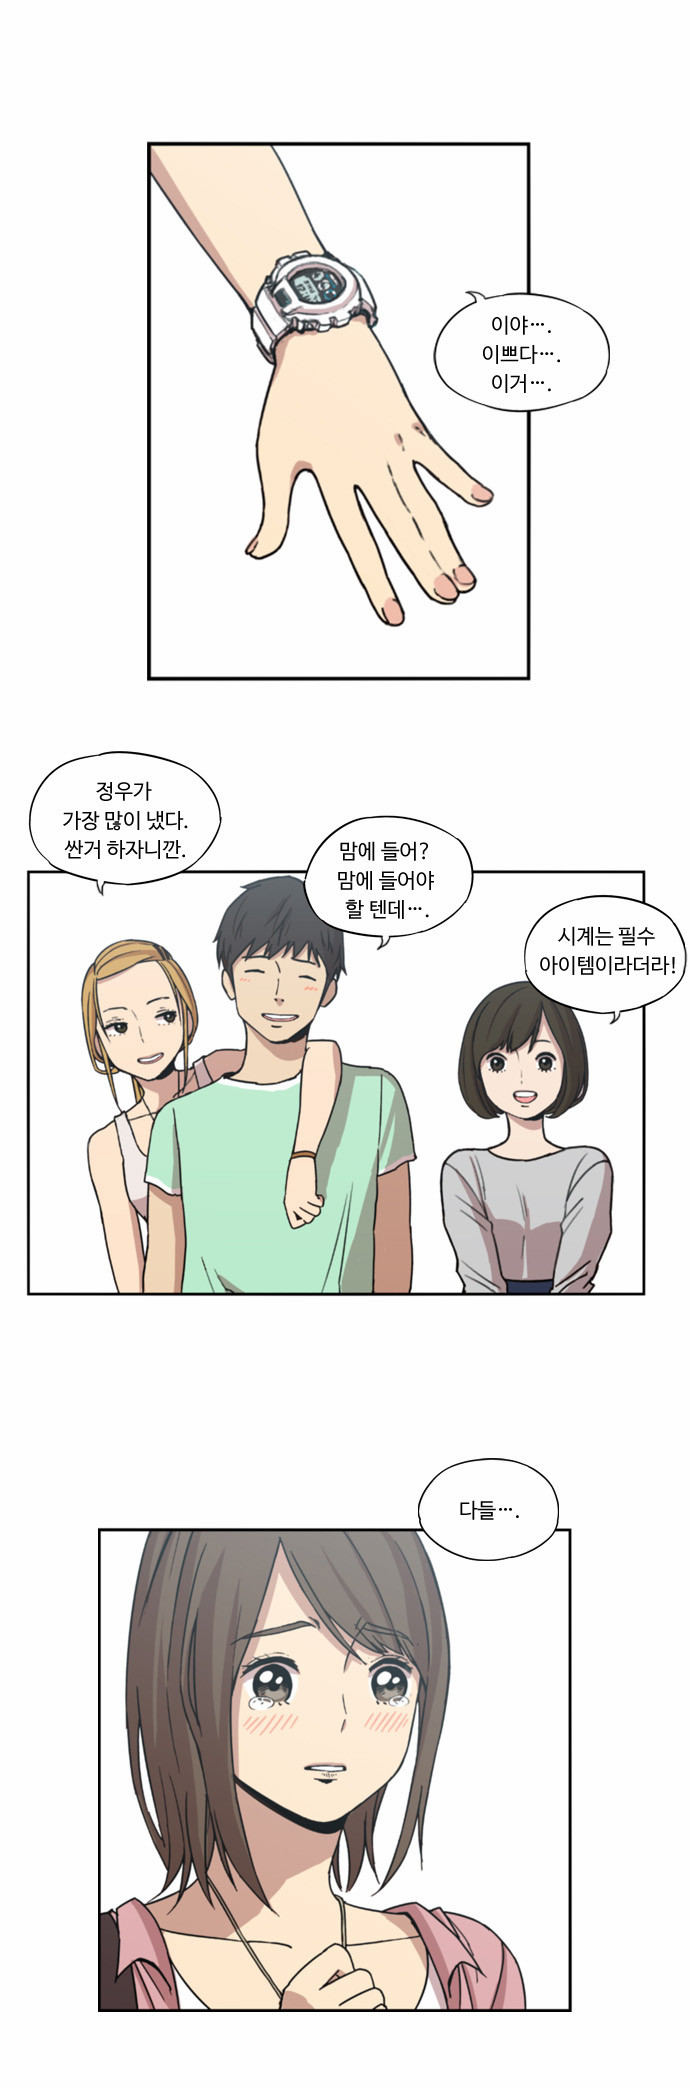 이야….
이쁘다….
이거….
정우가
가장 많이 냈다.
싼거 하자니깐.
맘에 들어?
맘에 들어야
할 텐데….
시계는 필수
아이템이라더라!
다들….